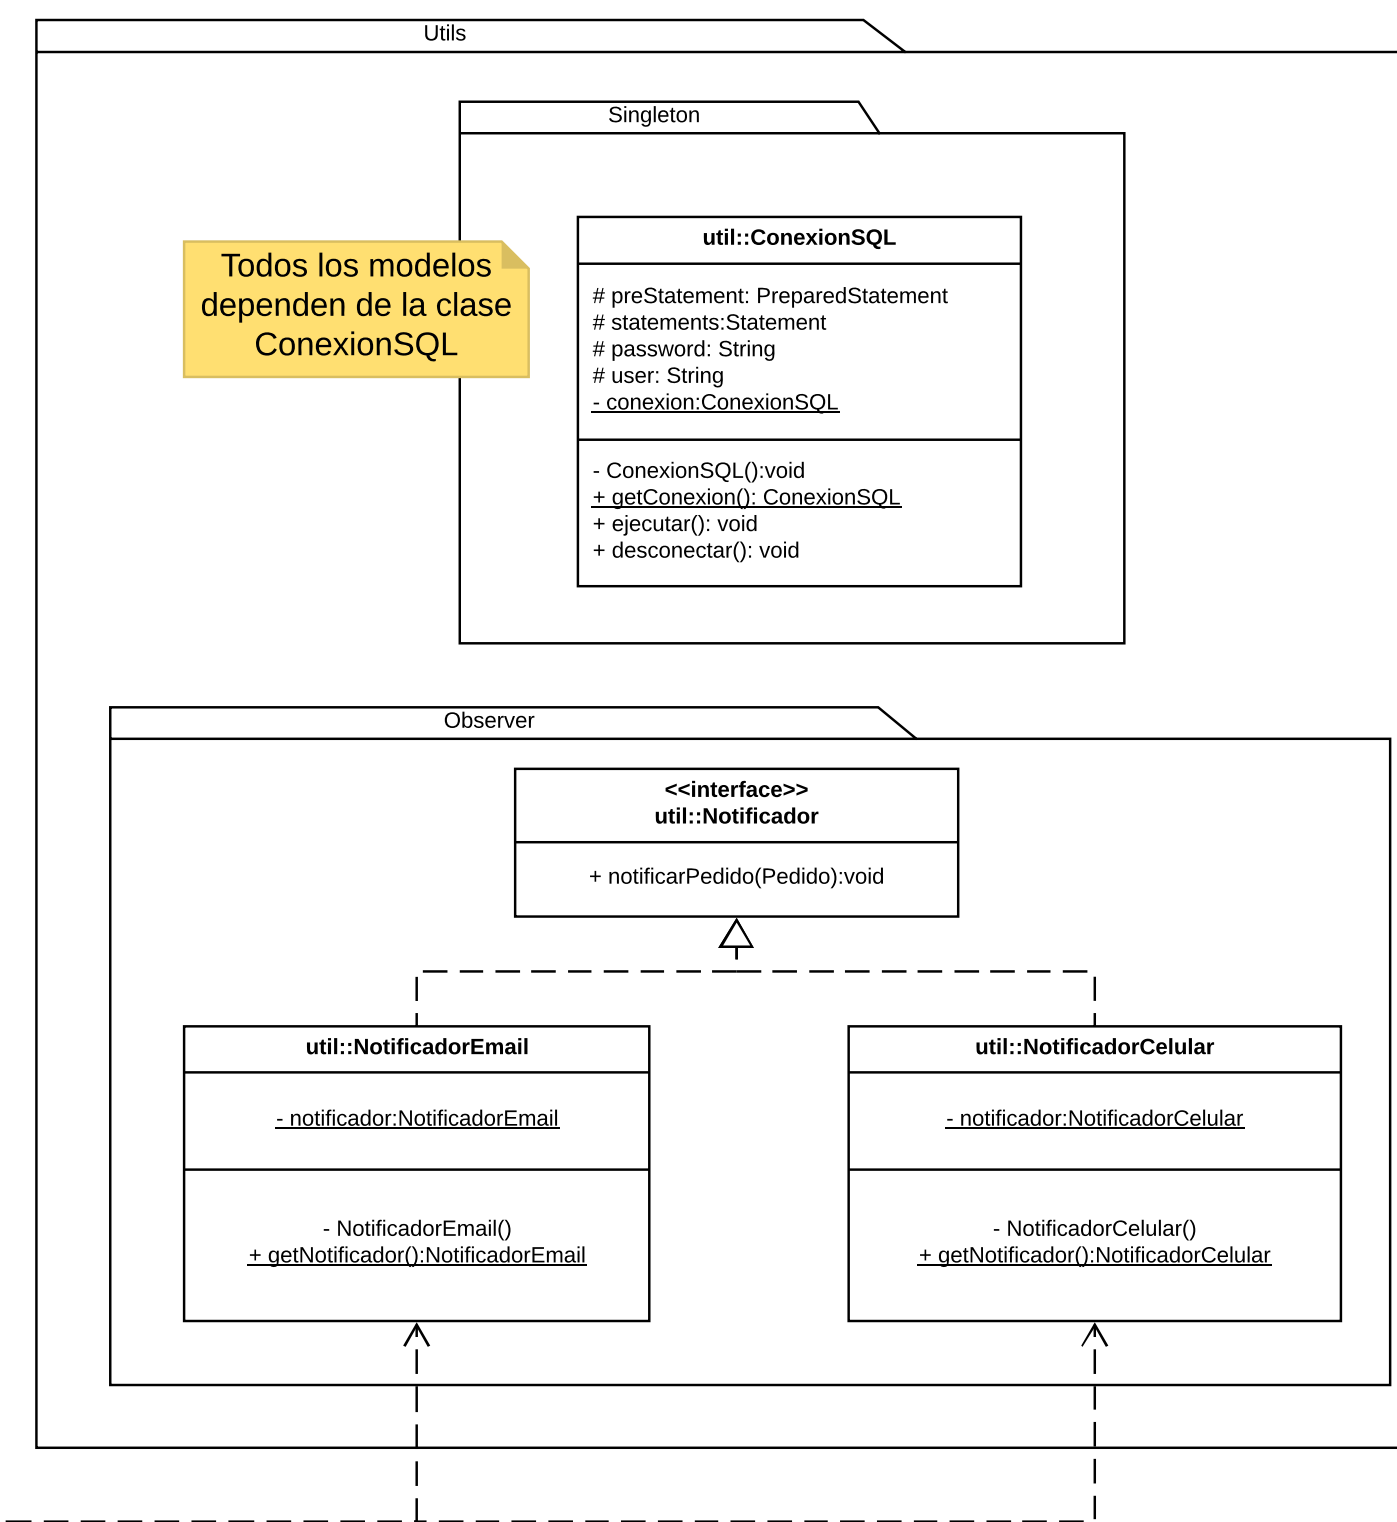 Utils
Singleton
Todos los modelos
dependen de la clase
ConexionSQL
util::ConexionSQL
# preStatement: PreparedStatement
# statements:Statement
# password: String
# user: String
- conexion:ConexionSQL
- ConexionSQL():void
+ getConexion(): ConexionSQL
+ ejecutar(): void
+ desconectar(): void
Observer
<<interface>>
util::Notificador
+ notificarPedido(Pedido):void
util::NotificadorEmail
- notificador:NotificadorEmail
- NotificadorEmail()
+ getNotificador():NotificadorEmail
util::NotificadorCelular
- notificador:NotificadorCelular
- NotificadorCelular()
+ getNotificador():NotificadorCelular